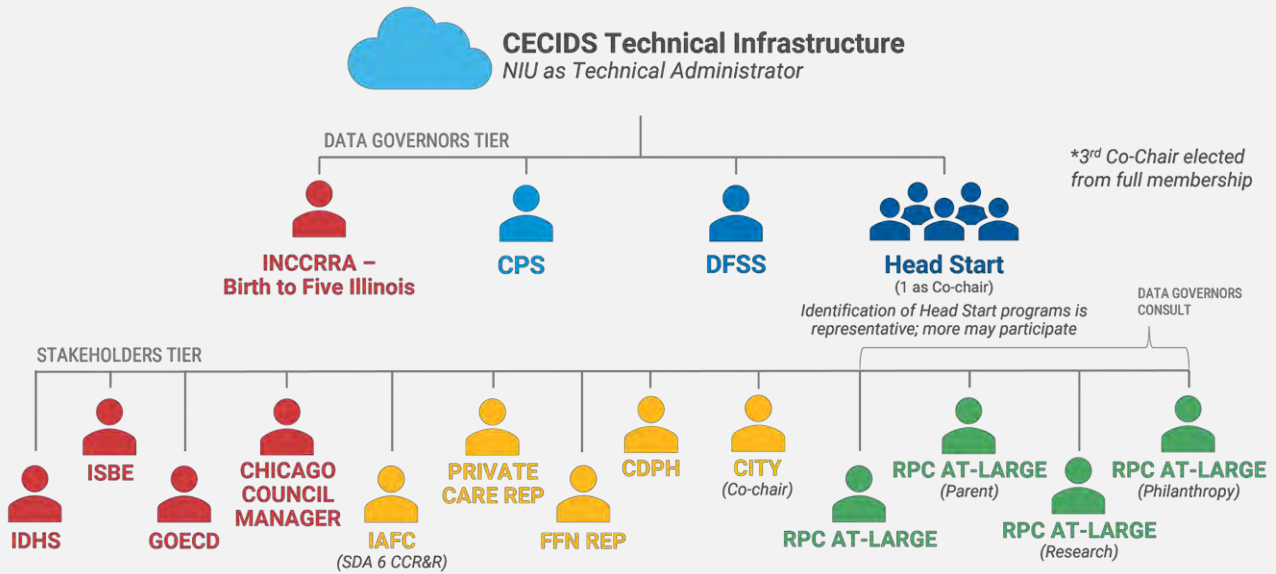 CECIDS Technical Infrastructure
NIU as Technical Administrator
DATA GOVERNORS TIER
*3rd Co-Chair elected
from full membership
INCCRRA –
Birth to Five Illinois
CPS
DFSS
Head Start
(1 as Co-chair)
Identification of Head Start programs is
representative; more may participate
DATA GOVERNORS
CONSULT
STAKEHOLDERS TIER
IDHS
ISBE
GOECD
CHICAGO
COUNCIL
MANAGER
IAFC
(SDA 6 CCR&R)
PRIVATE
CARE REP
FFN REP
CDPH
CITY
(Co-chair)
RPC AT-LARGE
RPC AT-LARGE
(Parent)
RPC AT-LARGE
(Research)
RPC AT-LARGE
(Philanthropy)